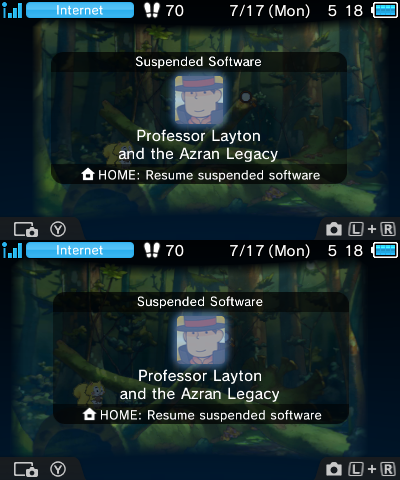 Internet 70 7/17 (Mon) 5 18
Suspended Software
Professor Layton
and the Azran Legacy
HOME: Resume suspended software
Y L + R
Internet 70 7/17 (Mon) 5 18
Suspended Software
Professor Layton
and the Azran Legacy
HOME: Resume suspended software
Y L + R